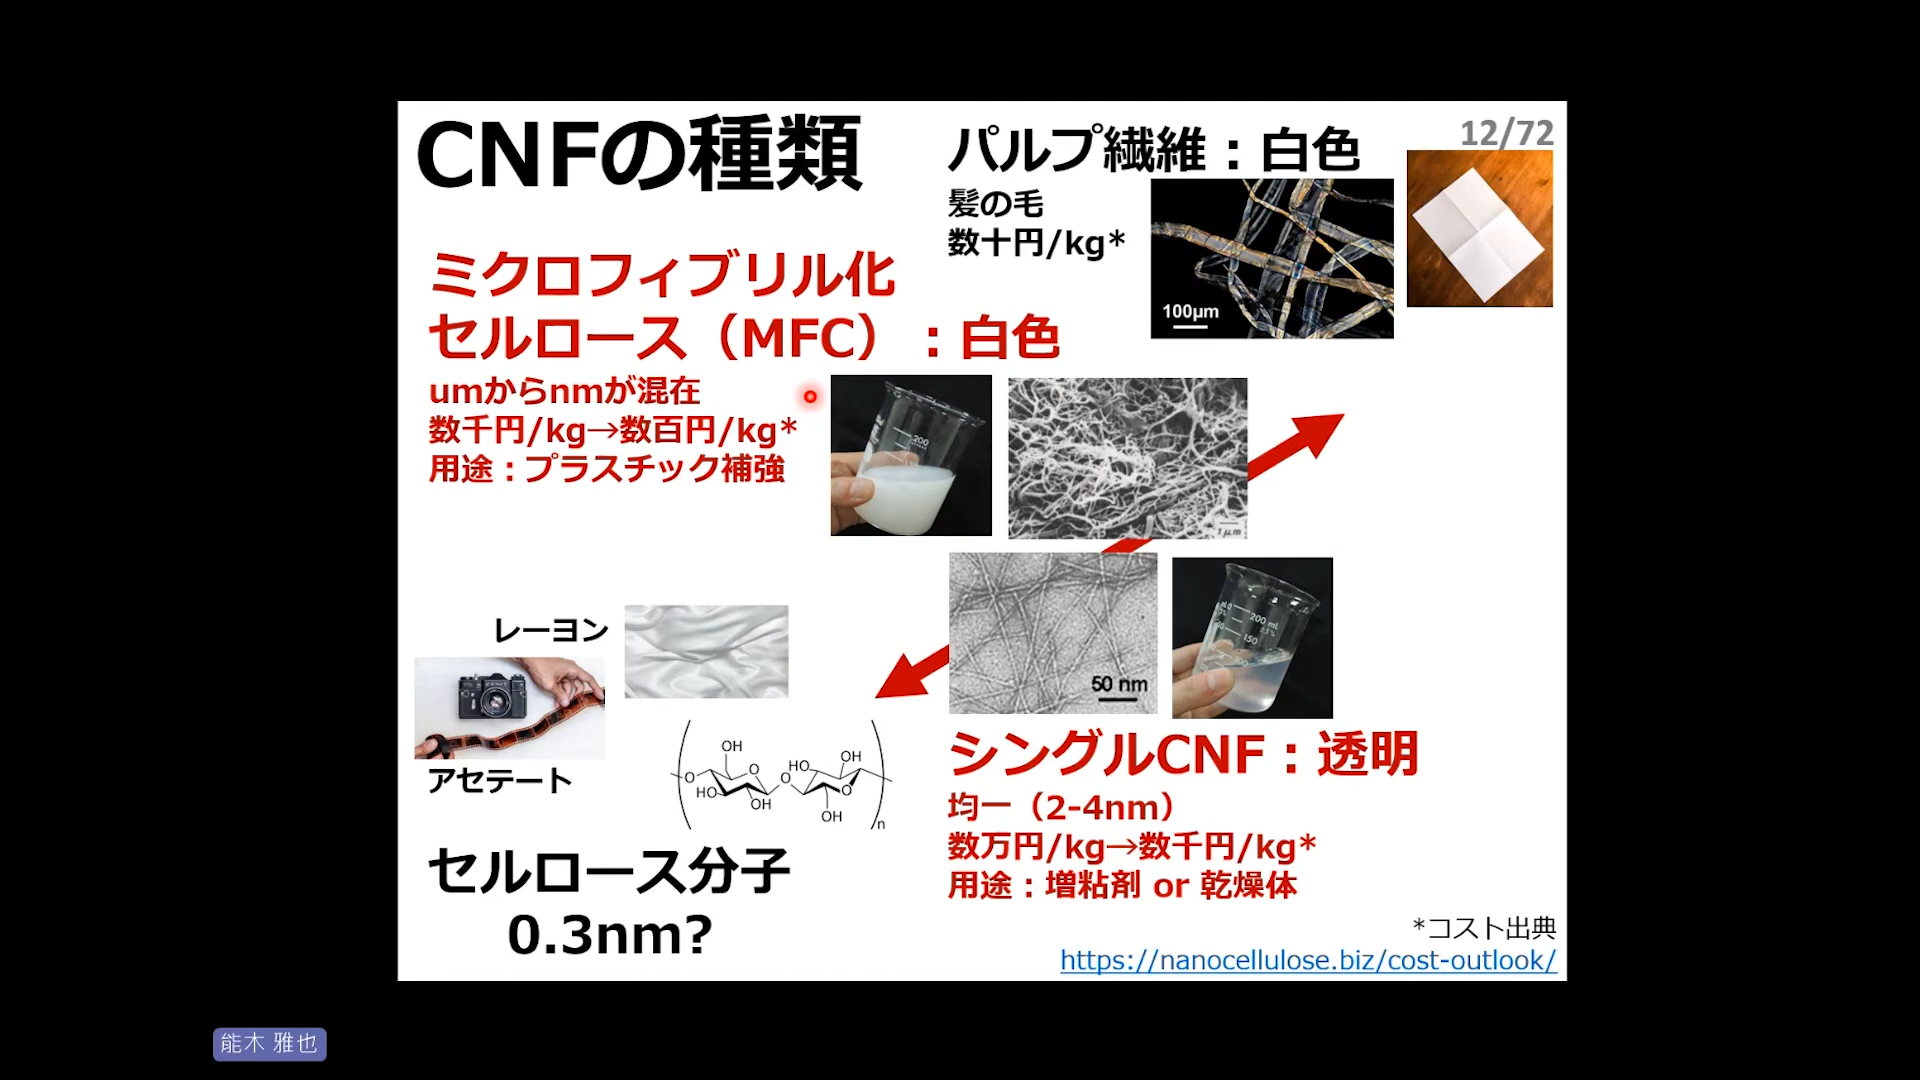 CNFの種類
パルプ繊維：白色
12/72
髪の毛
数十円/kg*
100μm
ミクロフィブリル化
セルロース（MFC）：白色
umからnmが混在
数千円/kg→数百円/kg*
用途：プラスチック補強
200
1μm
レーヨン
アセテート
50 nm
200 mL
150
100
シングルCNF：透明
均一（2-4nm）
数万円/kg→数千円/kg*
用途：増粘剤 or 乾燥体
OH
OH
O
HO
O
O
HO
OH
O
OH
n
セルロース分子
0.3nm?
*コスト出典
https://nanocellulose.biz/cost-outlook/
能木 雅也